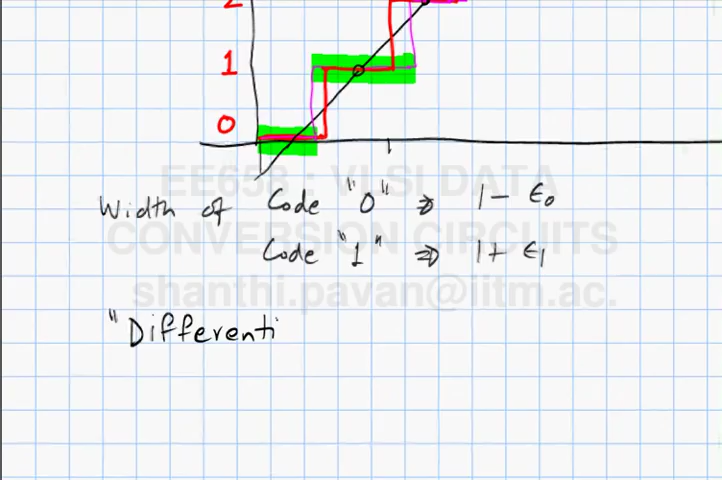 2
1
0
EE658 : VLSI DATA
Width of Code "0" ⇒ 1 - ϵ0
CONVERSION CIRCUITS
Code "1" ⇒ 1 + ϵ1
shanthi.pavan@iitm.ac.
"Differenti